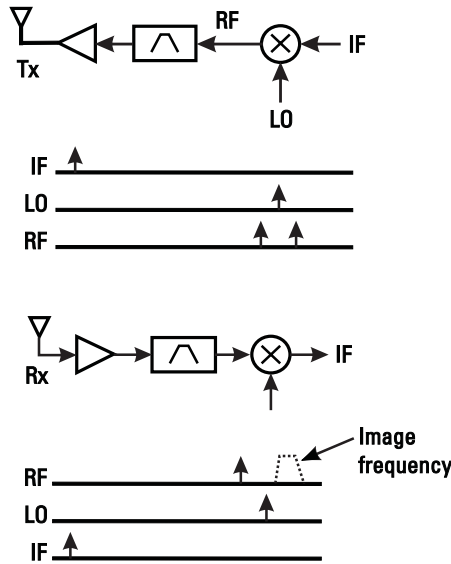 RF
IF
Tx
LO
IF
LO
RF
IF
Rx
Image
frequency
RF
LO
IF